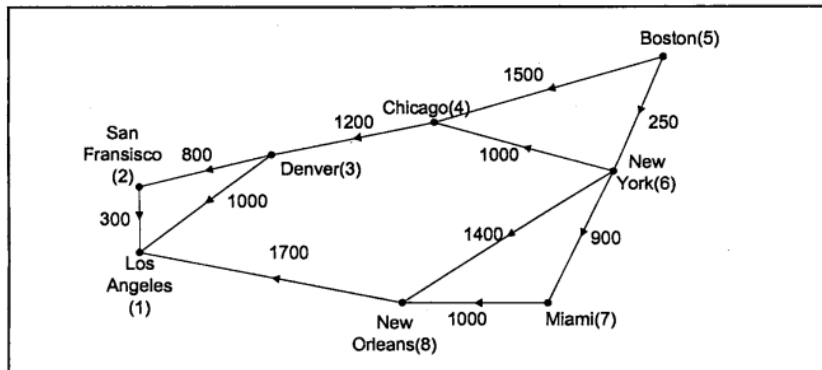 Boston(5)
1500
Chicago(4)
1200
250
San
Fransisco
(2)
800
Denver(3)
1000
New
York(6)
300
1000
1400
900
1700
Los
Angeles
(1)
New
Orleans(8)
1000
Miami(7)